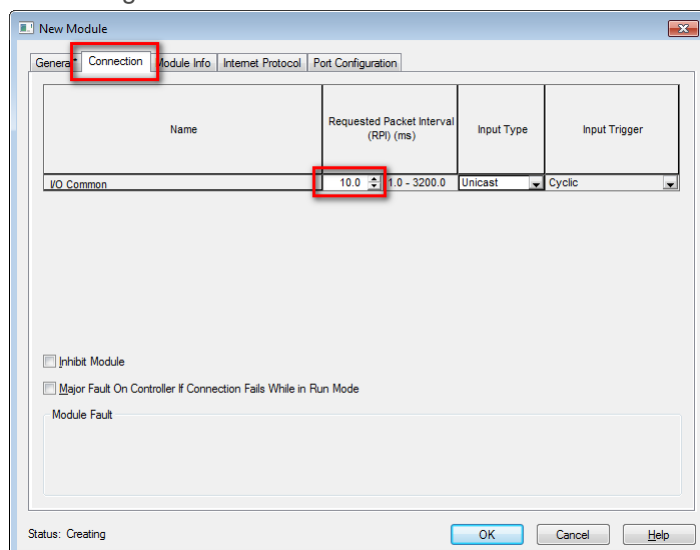 New Module
General* Connection Module Info Internet Protocol Port Configuration
Name
Requested Packet Interval
(RPI) (ms)
Input Type
Input Trigger
I/O Common 10.0 1.0 - 3200.0 Unicast Cyclic
Inhibit Module
Major Fault On Controller If Connection Fails While in Run Mode
Module Fault
Status: Creating OK Cancel Help